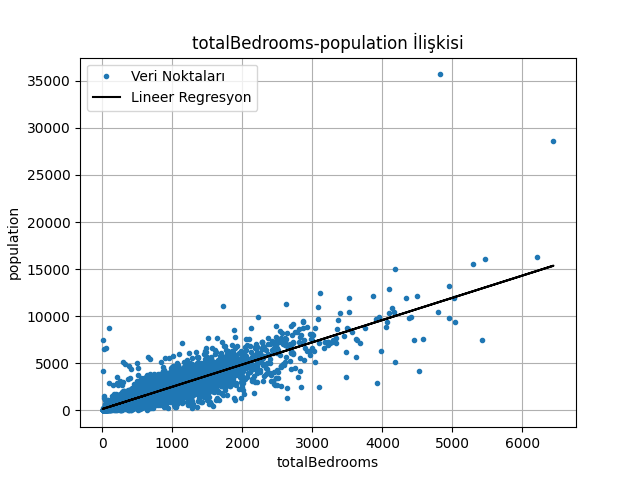 totalBedrooms-population İlişkisi
Veri Noktaları
Lineer Regresyon
35000
30000
25000
20000
15000
10000
5000
0
population
0 1000 2000 3000 4000 5000 6000
totalBedrooms